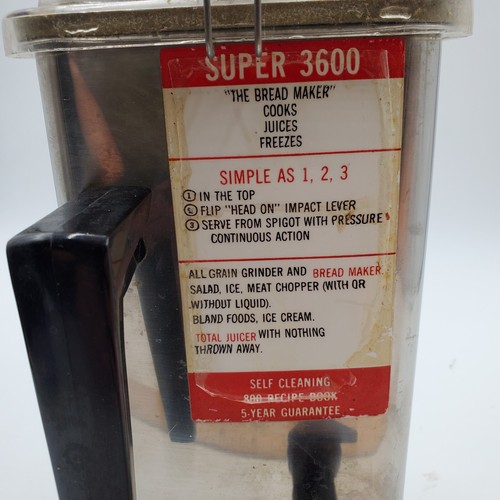 SUPER 3600
"THE BREAD MAKER"
COOKS
JUICES
FREEZES
SIMPLE AS 1, 2, 3
① IN THE TOP
② FLIP "HEAD ON" IMPACT LEVER
③ SERVE FROM SPIGOT WITH PRESSURE
CONTINUOUS ACTION
ALL GRAIN GRINDER AND BREAD MAKER
SALAD, ICE, MEAT CHOPPER (WITH OR
WITHOUT LIQUID).
BLAND FOODS, ICE CREAM.
TOTAL JUICER WITH NOTHING
THROWN AWAY.
SELF CLEANING
800 RECIPE BOOK
5-YEAR GUARANTEE